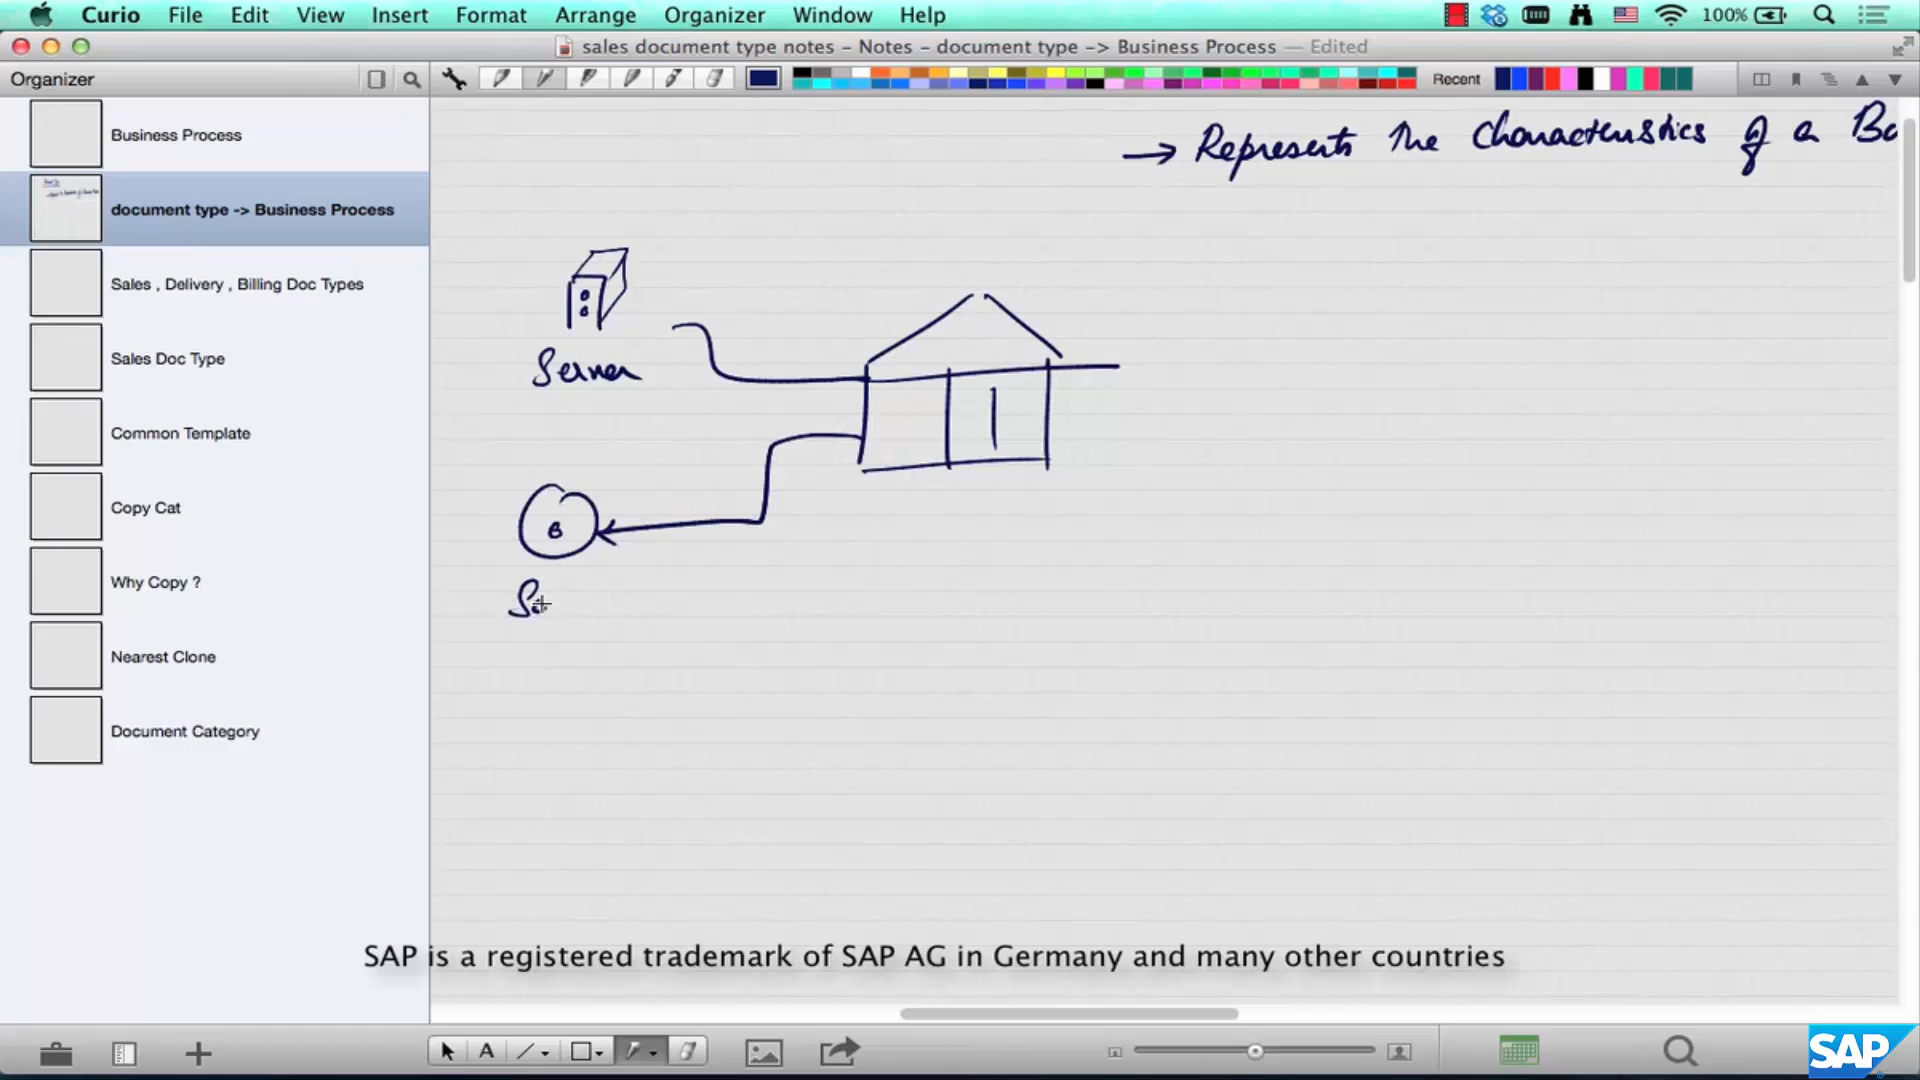 Curio File Edit View Insert Format Arrange Organizer Window Help 100%
sales document type notes – Notes – document type -> Business Process — Edited
Organizer
Recent
Business Process
document type -> Business Process
Sales , Delivery , Billing Doc Types
Sales Doc Type
Common Template
Copy Cat
Why Copy ?
Nearest Clone
Document Category
→ Represents the Characteristics of a
Server
SAP is a registered trademark of SAP AG in Germany and many other countries
A
SAP